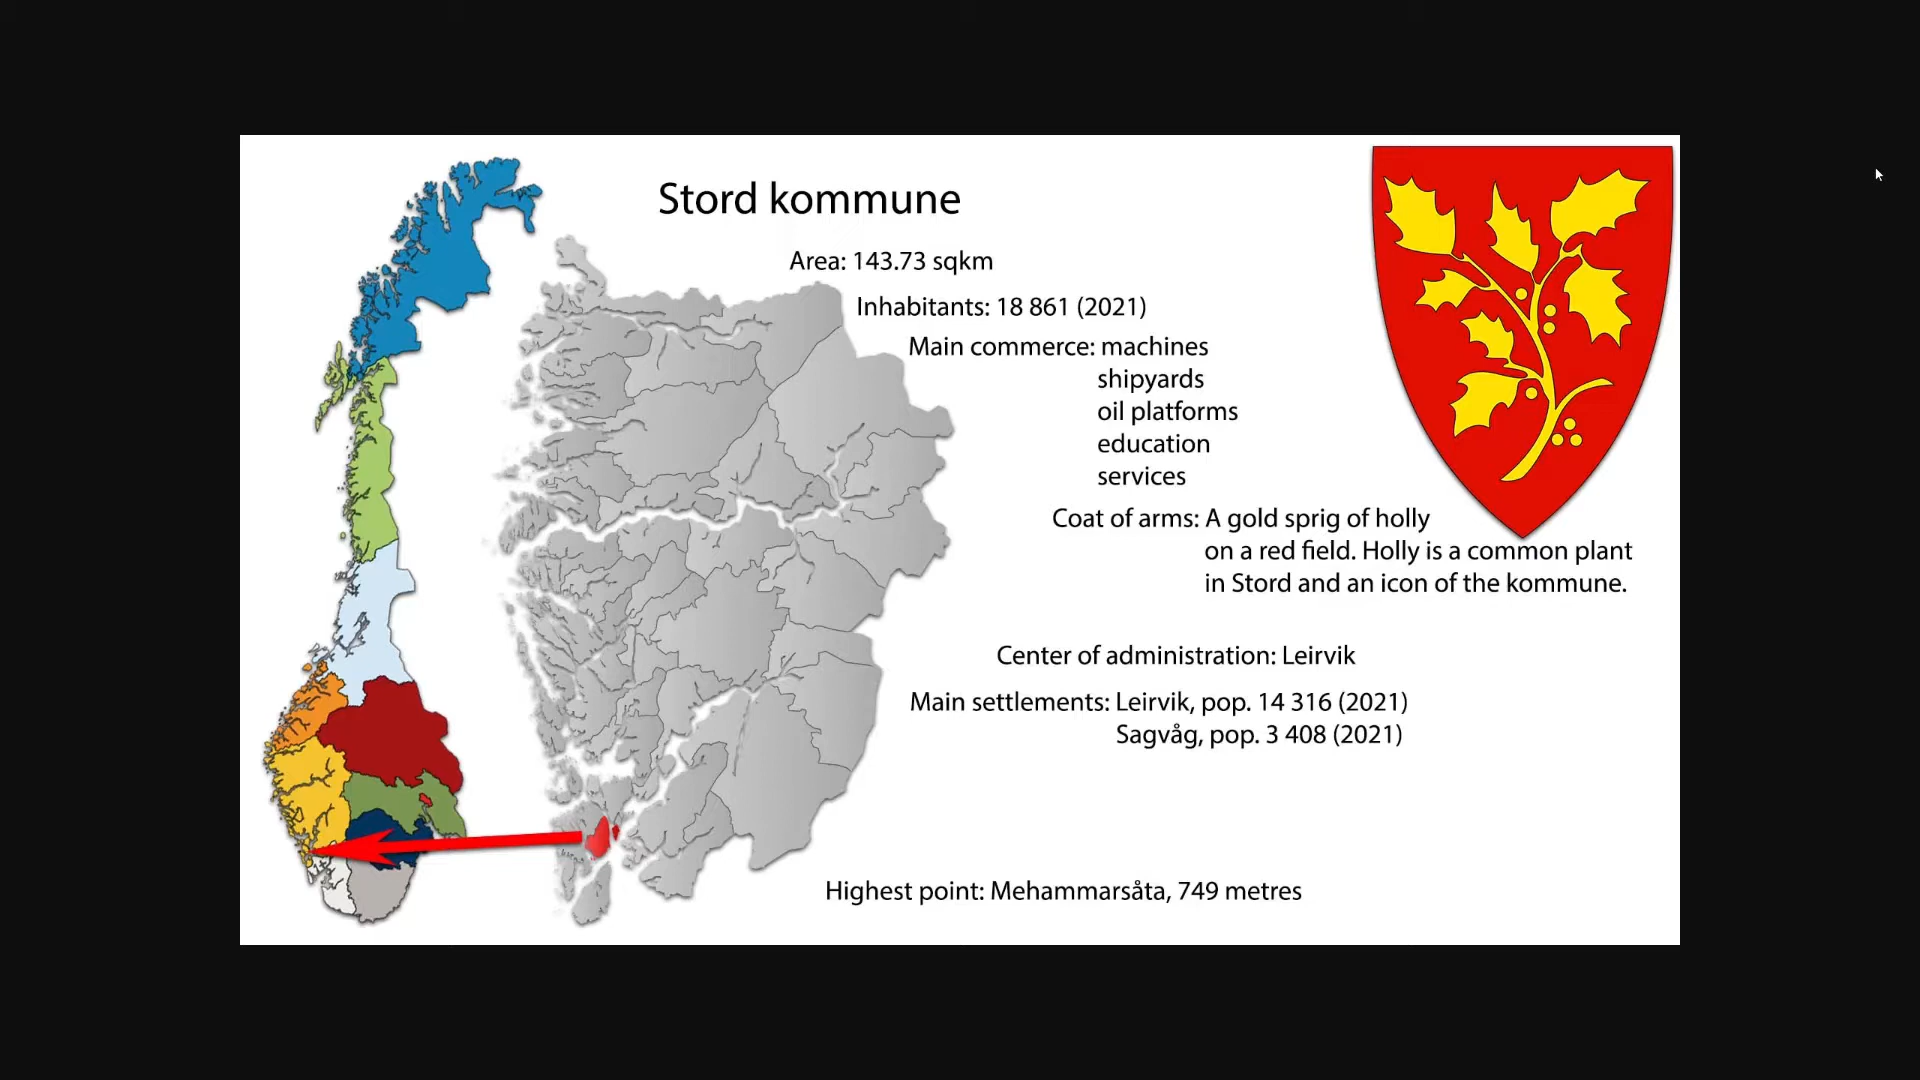 Stord kommune
Area: 143.73 sqkm
Inhabitants: 18 861 (2021)
Main commerce: machines
shipyards
oil platforms
education
services
Coat of arms: A gold sprig of holly
on a red field. Holly is a common plant
in Stord and an icon of the kommune.
Center of administration: Leirvik
Main settlements: Leirvik, pop. 14 316 (2021)
Sagvåg, pop. 3 408 (2021)
Highest point: Mehammarsåta, 749 metres